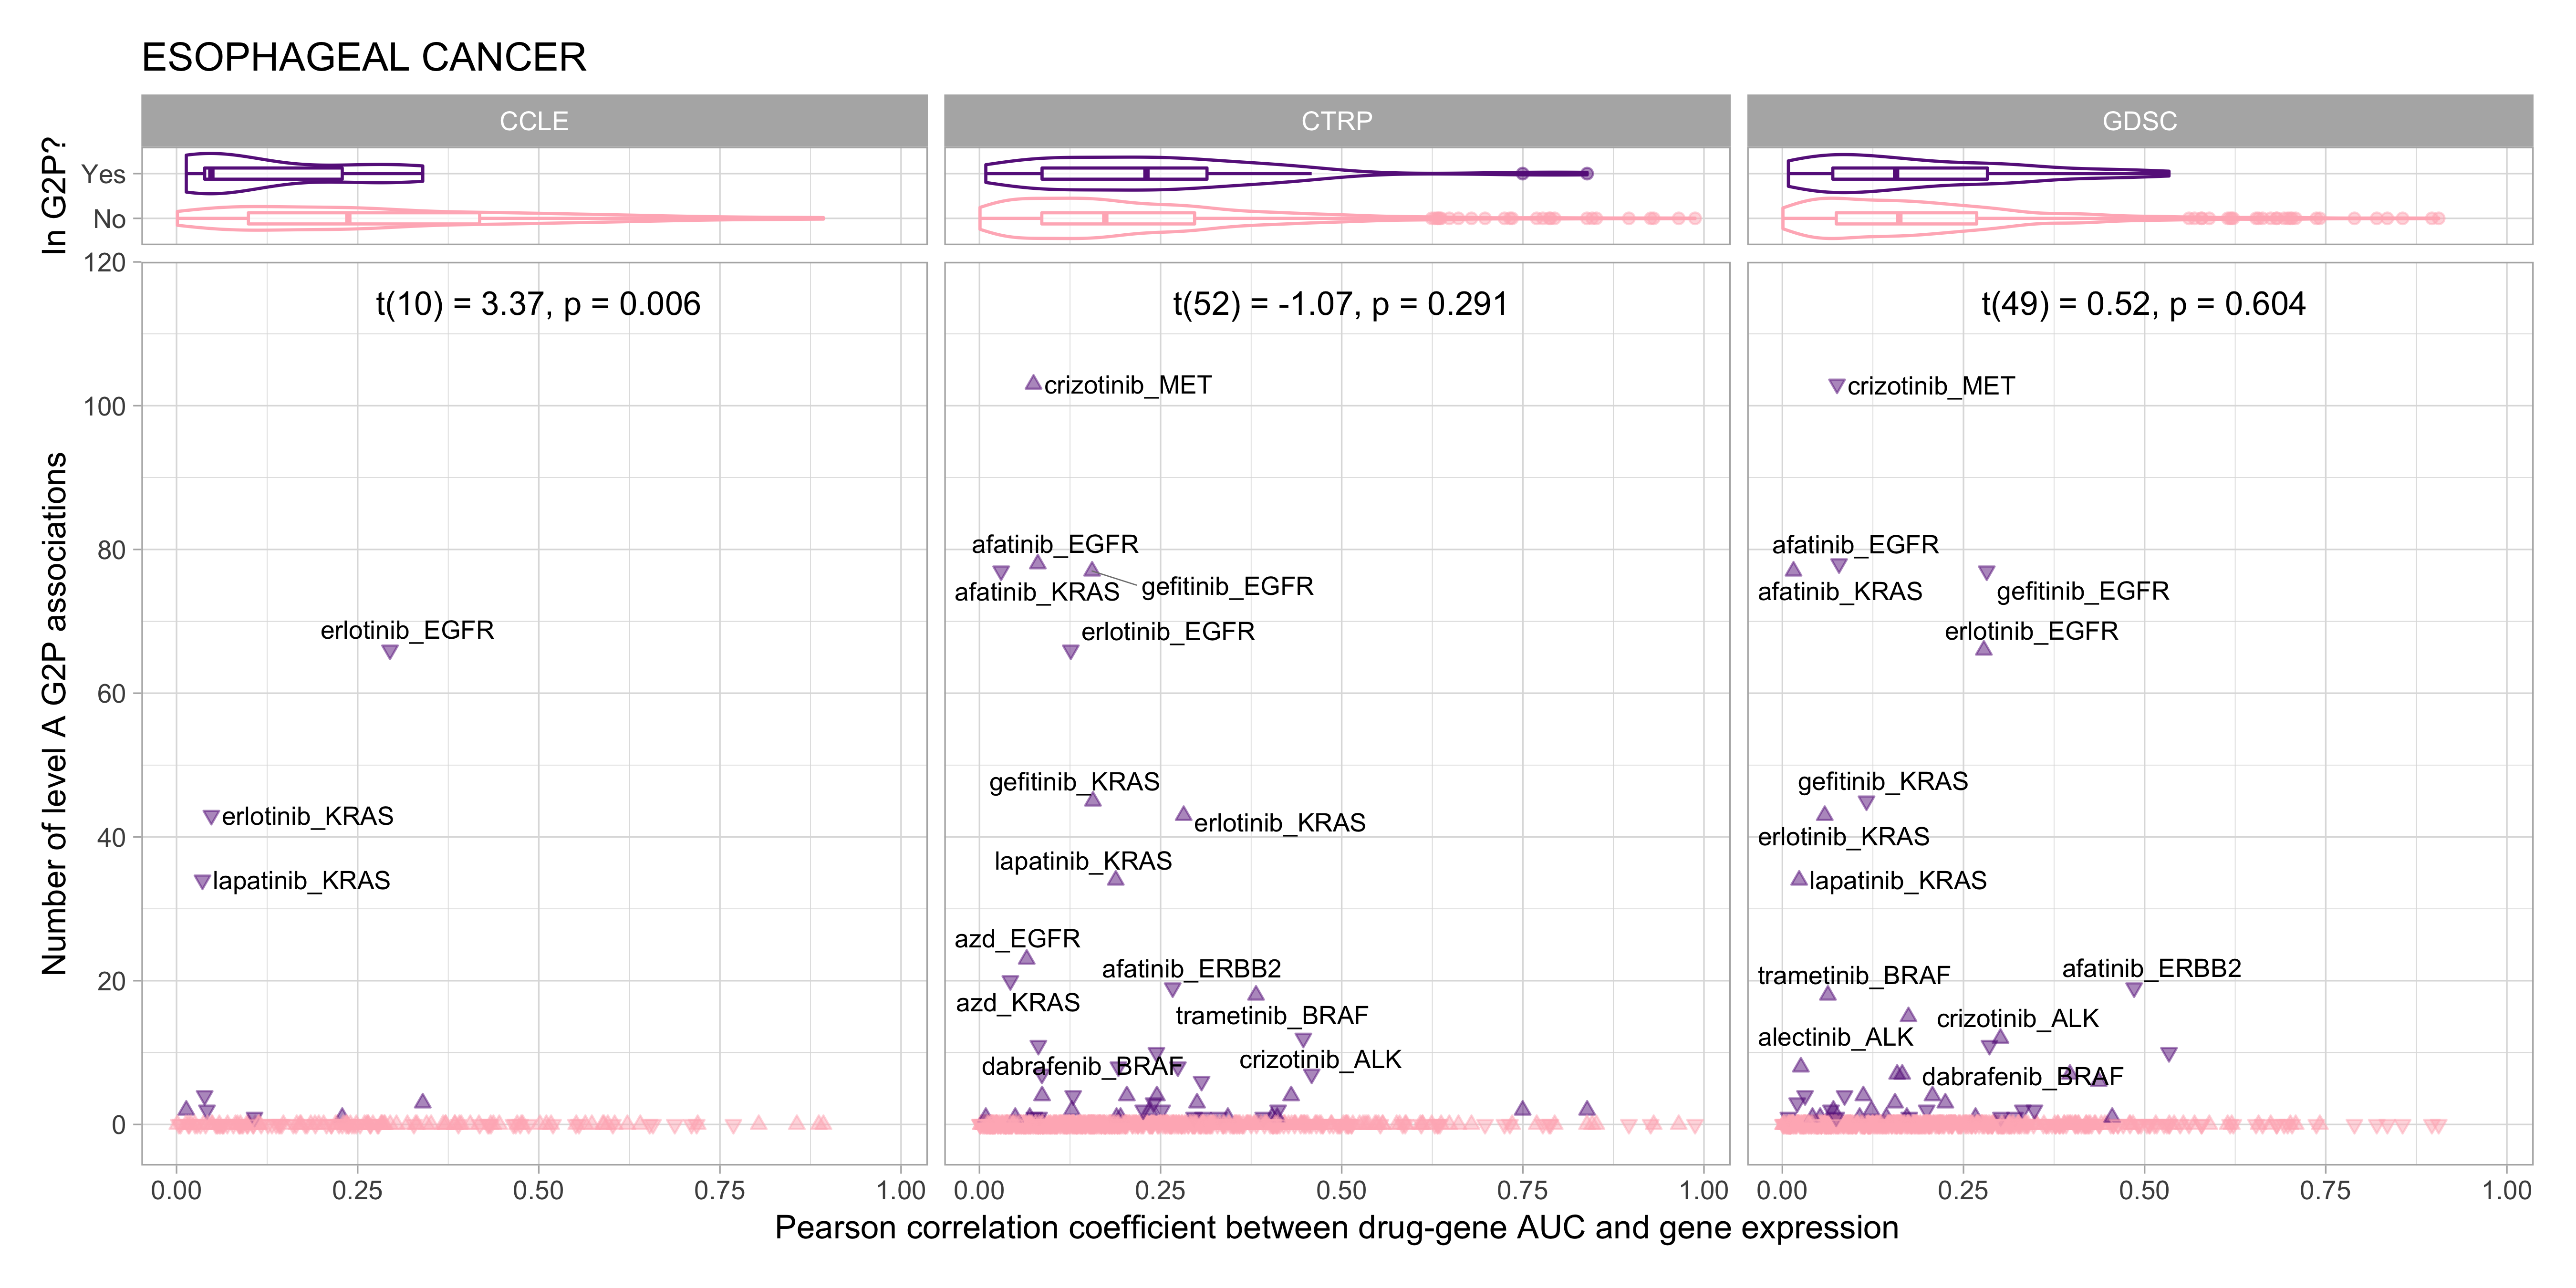 ESOPHAGEAL CANCER
CCLE
CTRP
GDSC
In G2P?
Yes
No
Number of level A G2P associations
120
100
80
60
40
20
0
t(10) = 3.37, p = 0.006
erlotinib_EGFR
erlotinib_KRAS
lapatinib_KRAS
t(52) = -1.07, p = 0.291
crizotinib_MET
afatinib_EGFR
afatinib_KRAS
gefitinib_EGFR
erlotinib_EGFR
gefitinib_KRAS
erlotinib_KRAS
lapatinib_KRAS
azd_EGFR
afatinib_ERBB2
azd_KRAS
trametinib_BRAF
dabrafenib_BRAF
crizotinib_ALK
t(49) = 0.52, p = 0.604
crizotinib_MET
afatinib_EGFR
afatinib_KRAS
gefitinib_EGFR
erlotinib_EGFR
gefitinib_KRAS
erlotinib_KRAS
lapatinib_KRAS
trametinib_BRAF
afatinib_ERBB2
crizotinib_ALK
alectinib_ALK
dabrafenib_BRAF
0.00 0.25 0.50 0.75 1.00
0.00 0.25 0.50 0.75 1.00
0.00 0.25 0.50 0.75 1.00
Pearson correlation coefficient between drug-gene AUC and gene expression